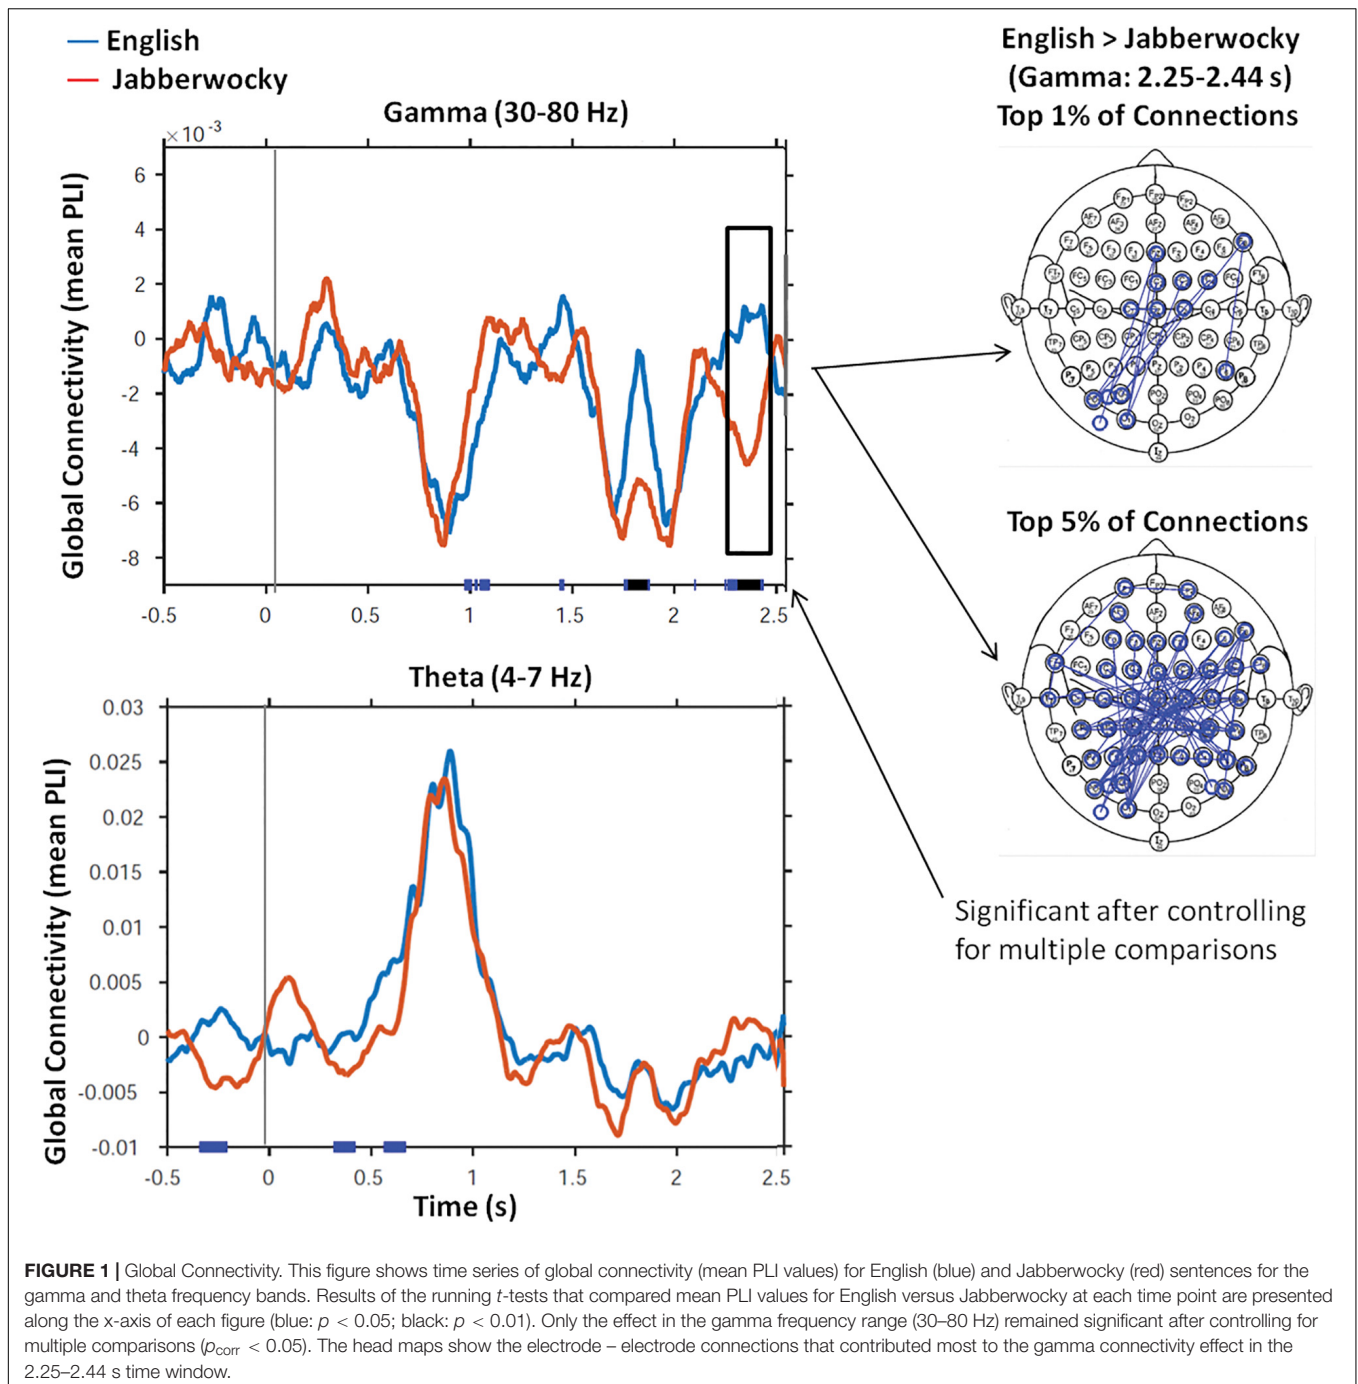 English
Jabberwocky
Gamma (30-80 Hz)
×10⁻³
Global Connectivity (mean PLI)
6
4
2
0
-2
-4
-6
-8
-0.5 0 0.5 1 1.5 2 2.5
Theta (4-7 Hz)
Global Connectivity (mean PLI)
0.03
0.025
0.02
0.015
0.01
0.005
0
-0.005
-0.01
-0.5 0 0.5 1 1.5 2 2.5
Time (s)
English > Jabberwocky
(Gamma: 2.25-2.44 s)
Top 1% of Connections
Top 5% of Connections
Significant after controlling
for multiple comparisons
FIGURE 1 | Global Connectivity. This figure shows time series of global connectivity (mean PLI values) for English (blue) and Jabberwocky (red) sentences for the
gamma and theta frequency bands. Results of the running t-tests that compared mean PLI values for English versus Jabberwocky at each time point are presented
along the x-axis of each figure (blue: p < 0.05; black: p < 0.01). Only the effect in the gamma frequency range (30–80 Hz) remained significant after controlling for
multiple comparisons (pcorr < 0.05). The head maps show the electrode – electrode connections that contributed most to the gamma connectivity effect in the
2.25–2.44 s time window.